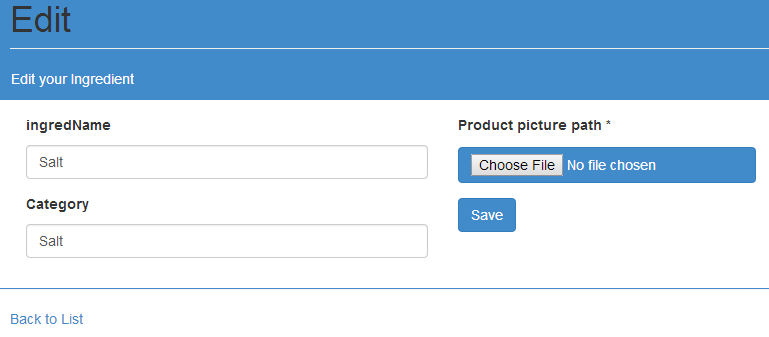 Edit
Edit your Ingredient
ingredName
Salt
Category
Salt
Product picture path *
Choose File No file chosen
Save
Back to List